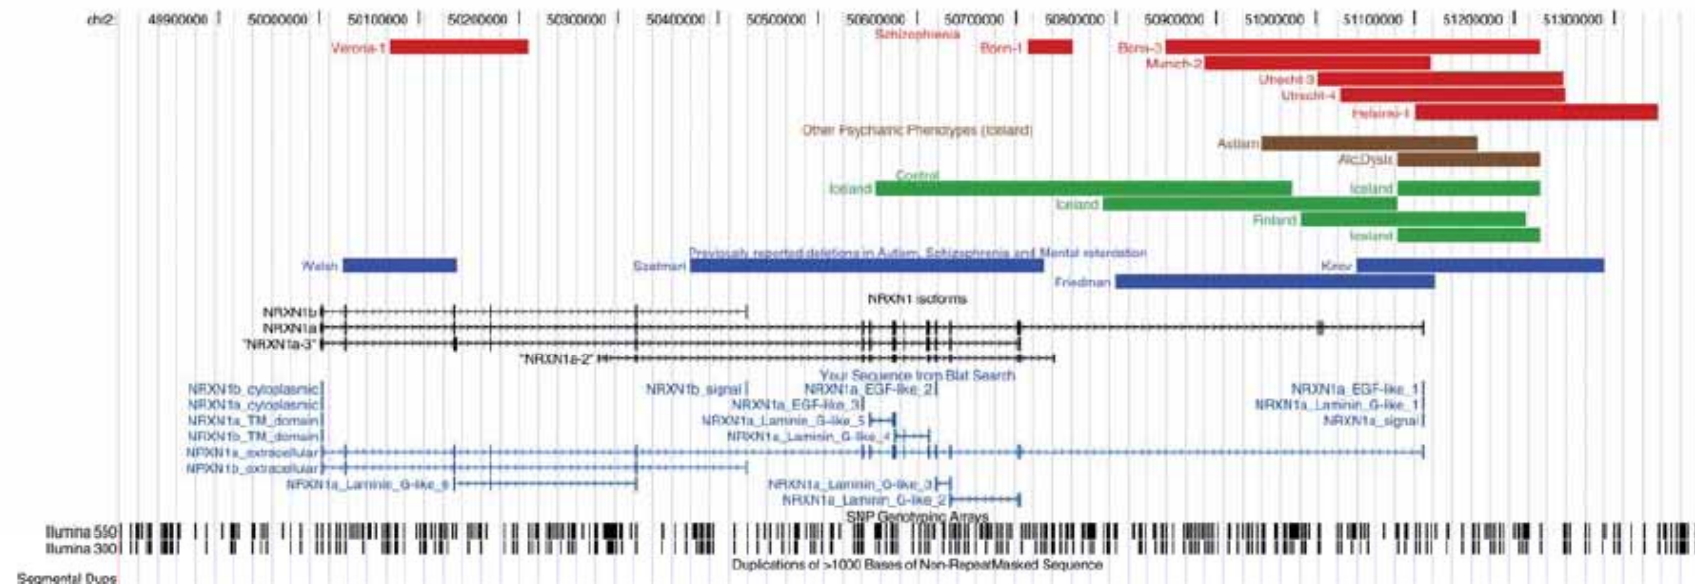 chr2: 49900000 50000000 50100000 50200000 50300000 50400000 50500000 50600000 50700000 50800000 50900000 51000000 51100000 51200000 51300000
Schizophrenia
Verona-1 Bonn-1 Bonn-3
Munich-2
Utrecht-3
Utrecht-4
Helsinki-1
Other Psychiatric Phenotypes (Iceland)
Autism
Alc.Dyslx
Control
Iceland Iceland
Iceland
Finland
Iceland
Previously reported deletions in Autism, Schizophrenia and Mental retardation
Walsh Szatmari Kirov
Friedman
NRXN1 isoforms
NRXN1b
NRXN1a
"NRXN1a-3"
"NRXN1a-2"
Your Sequence from Blat Search
NRXN1b_cytoplasmic NRXN1b_signal NRXN1a_EGF-like_2 NRXN1a_EGF-like_1
NRXN1a_cytoplasmic NRXN1a_EGF-like_3 NRXN1a_Laminin_G-like_1
NRXN1a_TM_domain NRXN1a_Laminin_G-like_5 NRXN1a_signal
NRXN1b_TM_domain NRXN1a_Laminin_G-like_4
NRXN1a_extracellular
NRXN1b_extracellular
NRXN1a_Laminin_G-like_6 NRXN1a_Laminin_G-like_3
NRXN1a_Laminin_G-like_2
SNP Genotyping Arrays
Illumina 550
Illumina 300
Duplications of >1000 Bases of Non-RepeatMasked Sequence
Segmental Dups